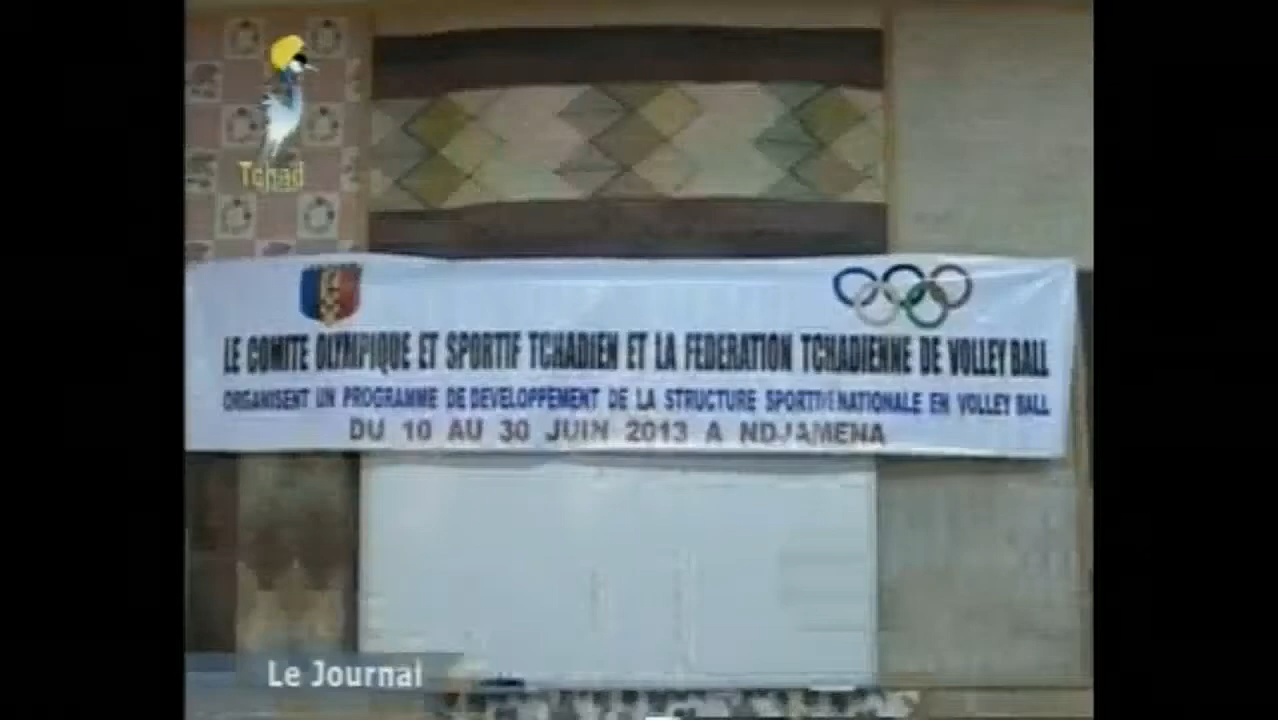 Tchad
LE COMITE OLYMPIQUE ET SPORTIF TCHADIEN ET LA FEDERATION TCHADIENNE DE VOLLEY BALL
ORGANISENT UN PROGRAMME DE DEVELOPPEMENT DE LA STRUCTURE SPORTIVE NATIONALE EN VOLLEY BALL
DU 10 AU 30 JUIN 2013 A NDJAMENA
Le Journal